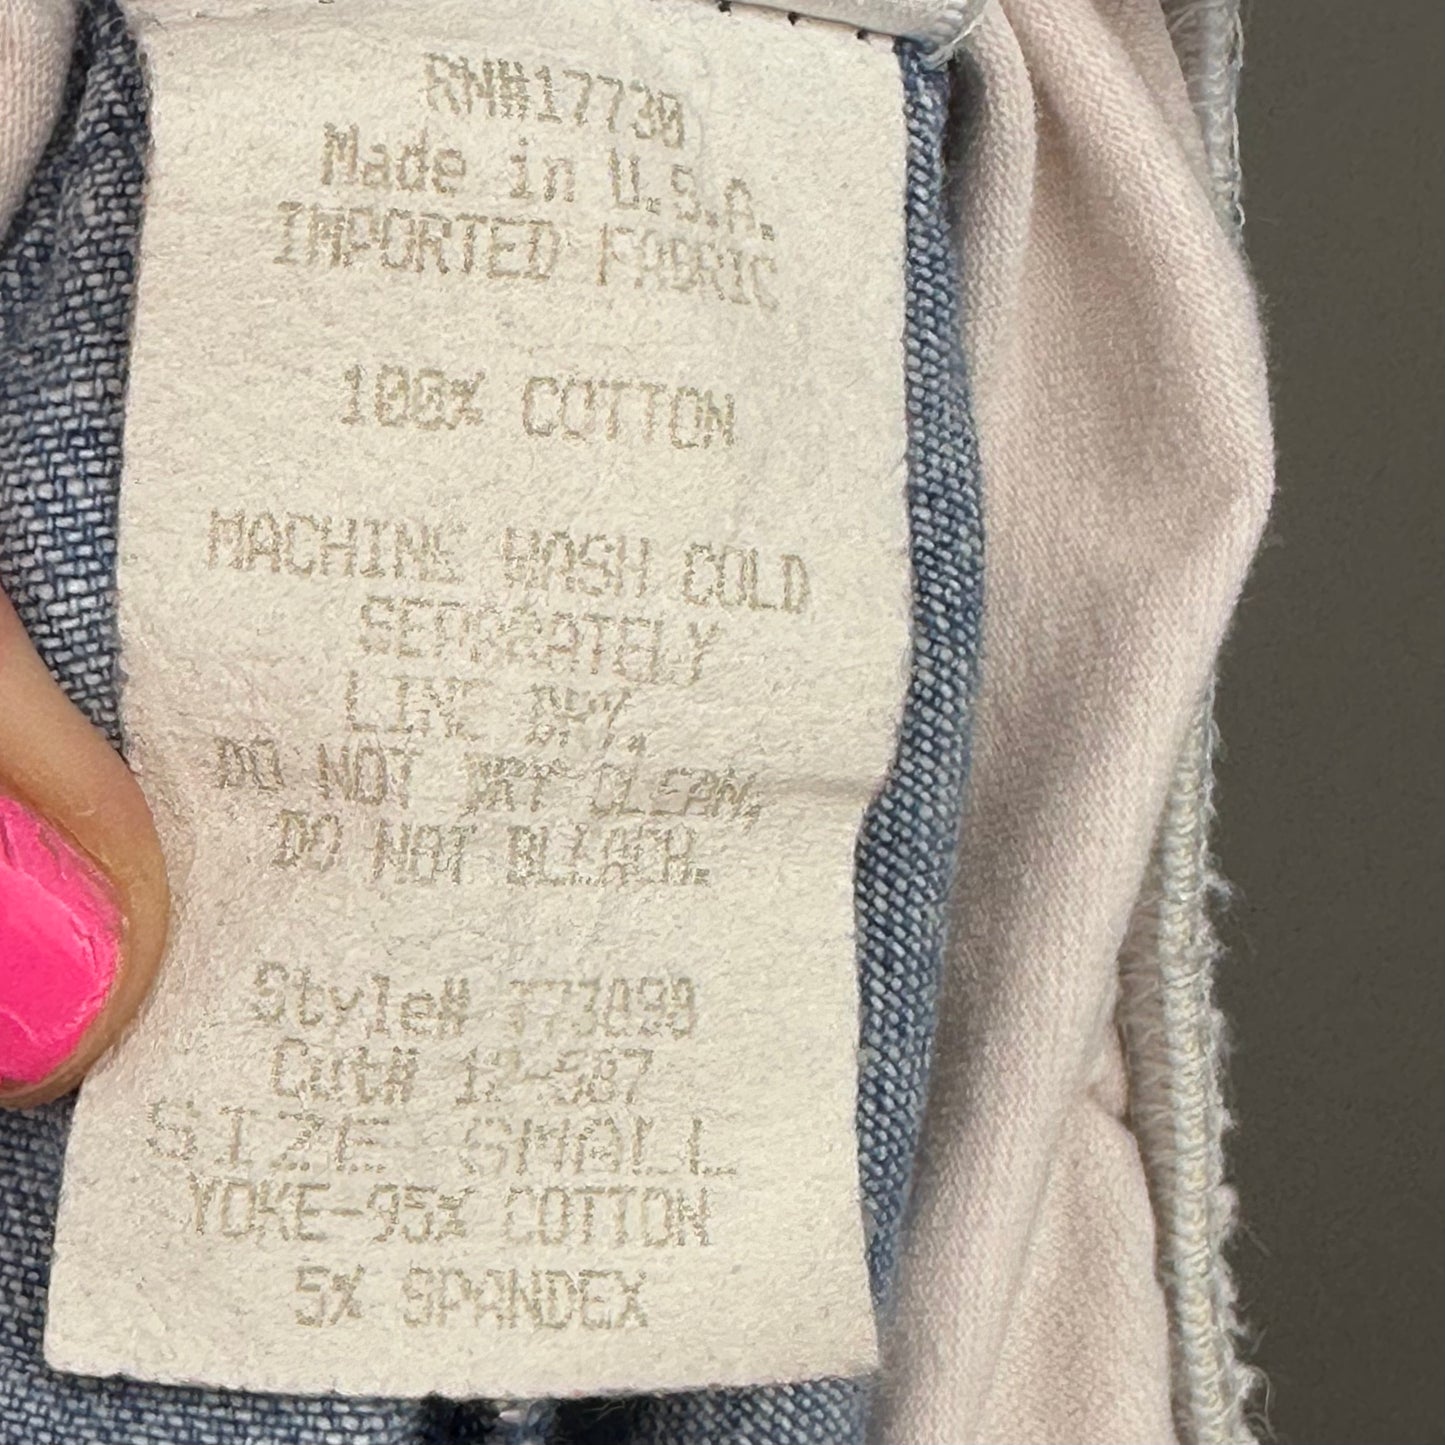 RN#17730
Made in U.S.A.
IMPORTED FABRIC
100% COTTON
MACHINE WASH COLD
SEPARATELY
LINE DRY.
DO NOT DRY CLEAN,
DO NOT BLEACH.
Style# 773090
Cut# 12-587
SIZE SMALL
YOKE-95% COTTON
5% SPANDEX